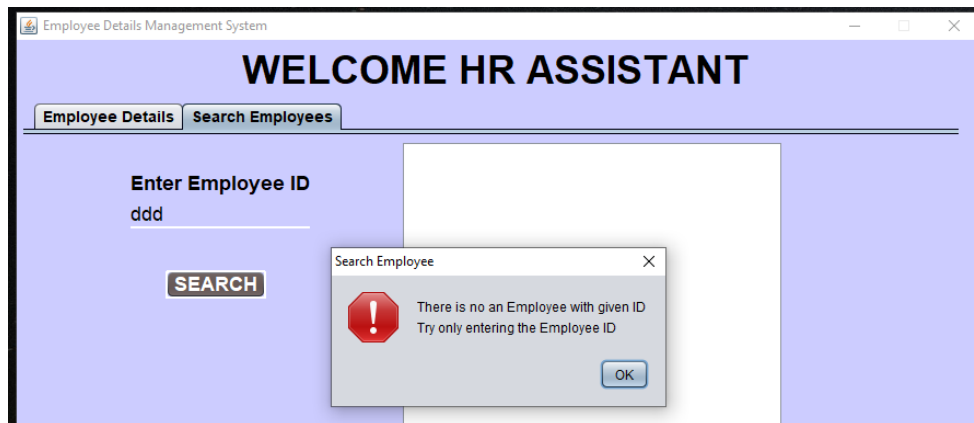 Employee Details Management System
WELCOME HR ASSISTANT
Employee Details Search Employees
Enter Employee ID
ddd
SEARCH
Search Employee
There is no an Employee with given ID
Try only entering the Employee ID
OK